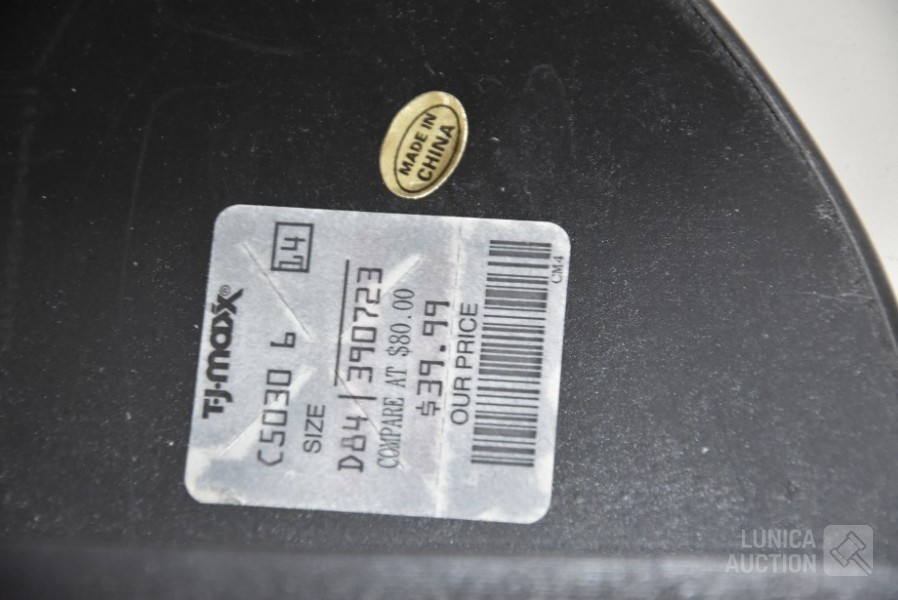 MADE IN
CHINA
T·J·maxx®
14
C5030 6
SIZE
D84/390723
COMPARE AT $80.00
$39.99
OUR PRICE
CM4
LUNICA
AUCTION